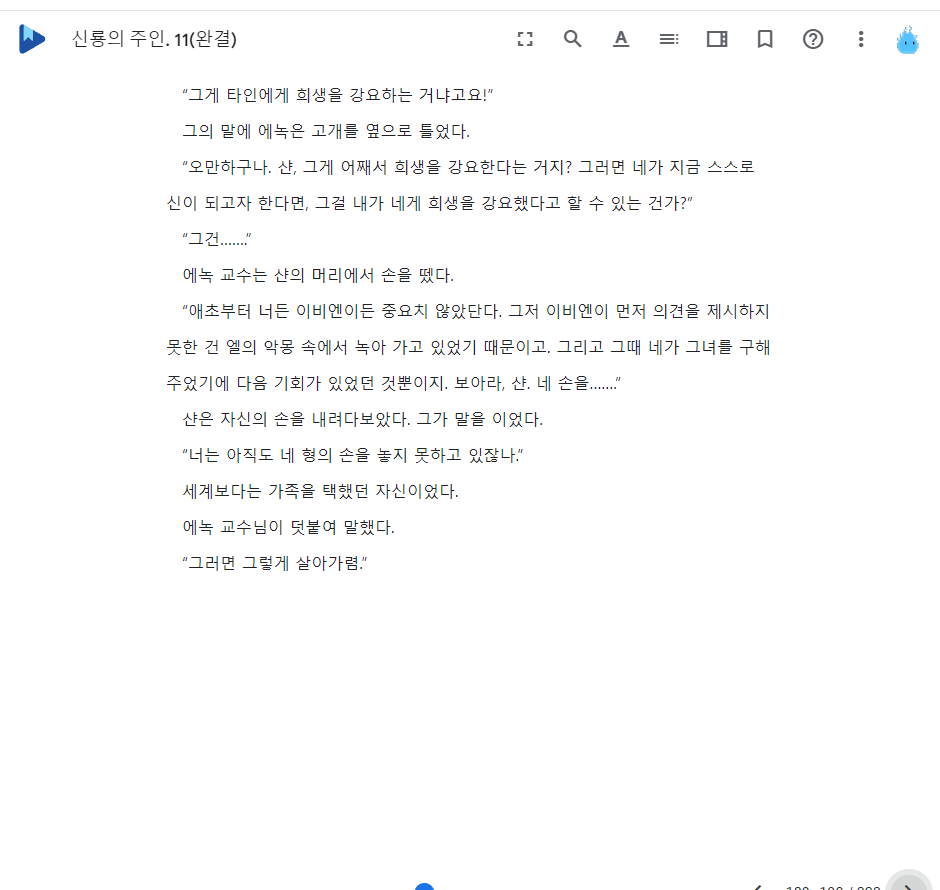 신룡의 주인. 11(완결)
“그게 타인에게 희생을 강요하는 거냐고요!”
그의 말에 에녹은 고개를 옆으로 틀었다.
“오만하구나. 샨, 그게 어째서 희생을 강요한다는 거지? 그러면 네가 지금 스스로
신이 되고자 한다면, 그걸 내가 네게 희생을 강요했다고 할 수 있는 건가?”
“그건…….”
에녹 교수는 샨의 머리에서 손을 뗐다.
“애초부터 너든 이비엔이든 중요치 않았단다. 그저 이비엔이 먼저 의견을 제시하지
못한 건 엘의 악몽 속에서 녹아 가고 있었기 때문이고. 그리고 그때 네가 그녀를 구해
주었기에 다음 기회가 있었던 것뿐이지. 보아라, 샨. 네 손을…….”
샨은 자신의 손을 내려다보았다. 그가 말을 이었다.
“너는 아직도 네 형의 손을 놓지 못하고 있잖나.”
세계보다는 가족을 택했던 자신이었다.
에녹 교수님이 덧붙여 말했다.
“그러면 그렇게 살아가렴.”